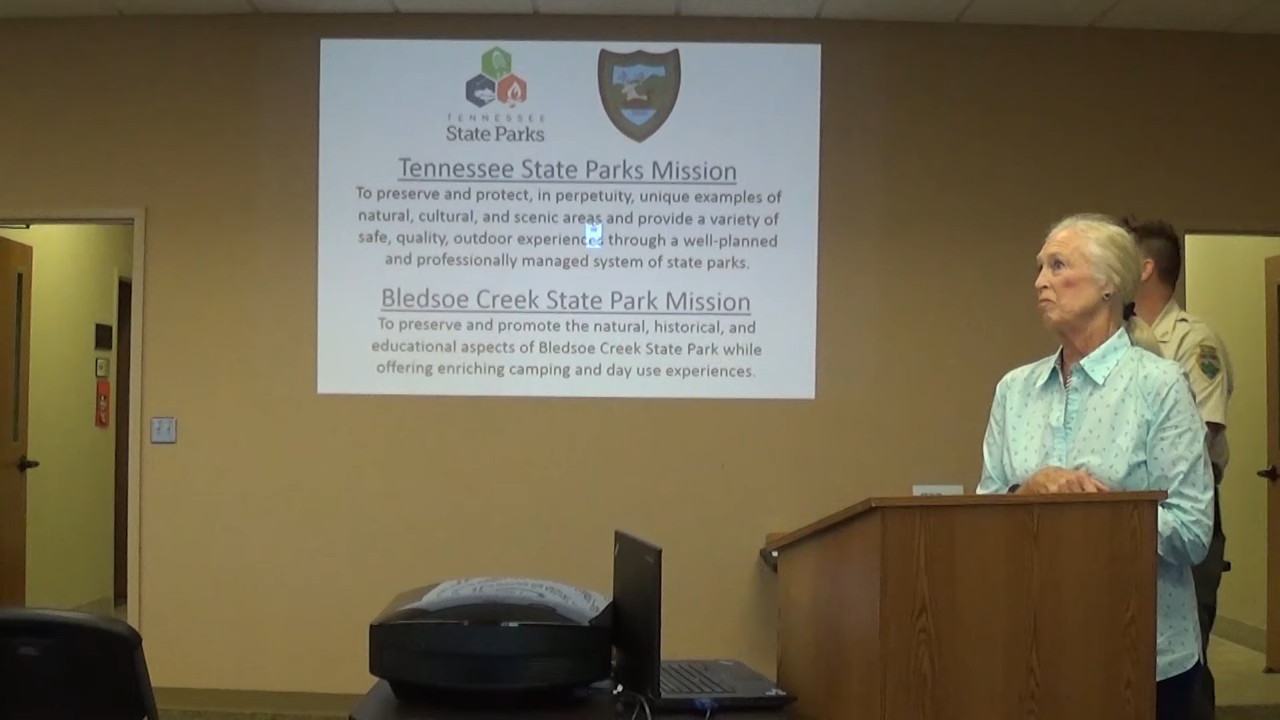 TENNESSEE
State Parks
Tennessee State Parks Mission
To preserve and protect, in perpetuity, unique examples of
natural, cultural, and scenic areas and provide a variety of
safe, quality, outdoor experiences through a well-planned
and professionally managed system of state parks.
Bledsoe Creek State Park Mission
To preserve and promote the natural, historical, and
educational aspects of Bledsoe Creek State Park while
offering enriching camping and day use experiences.